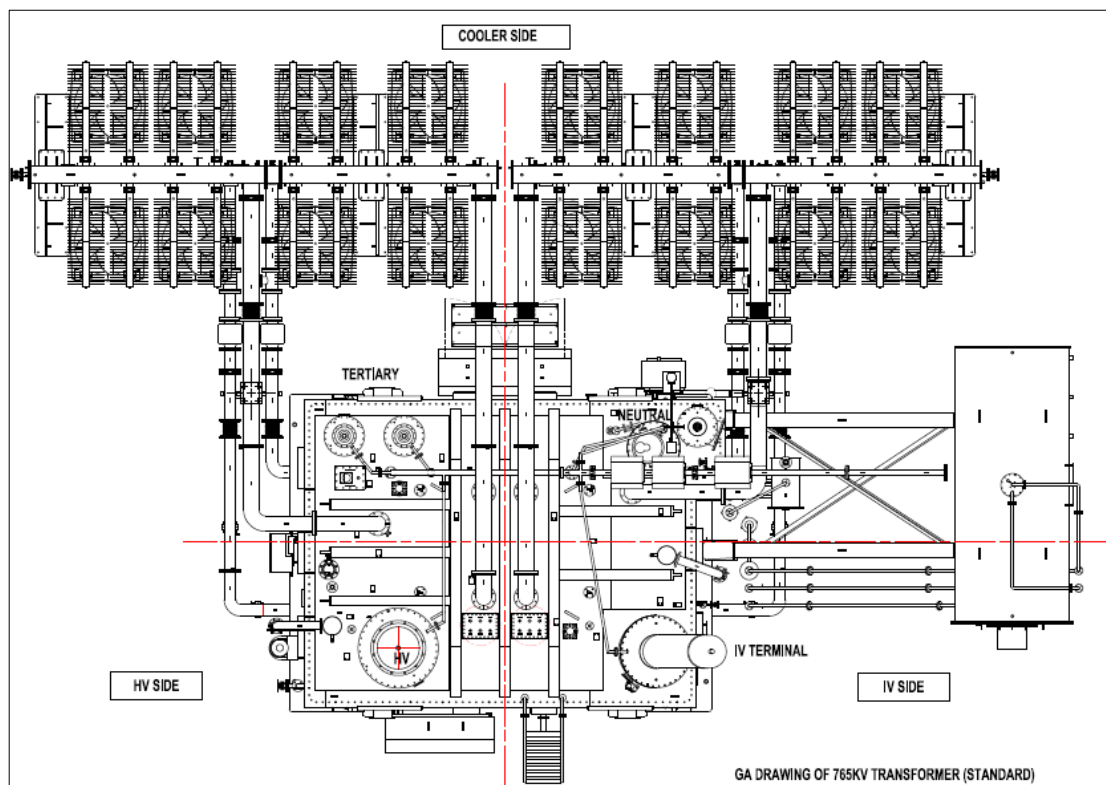 COOLER SIDE
TERTIARY
NEUTRAL
HV
IV TERMINAL
HV SIDE
IV SIDE
GA DRAWING OF 765KV TRANSFORMER (STANDARD)